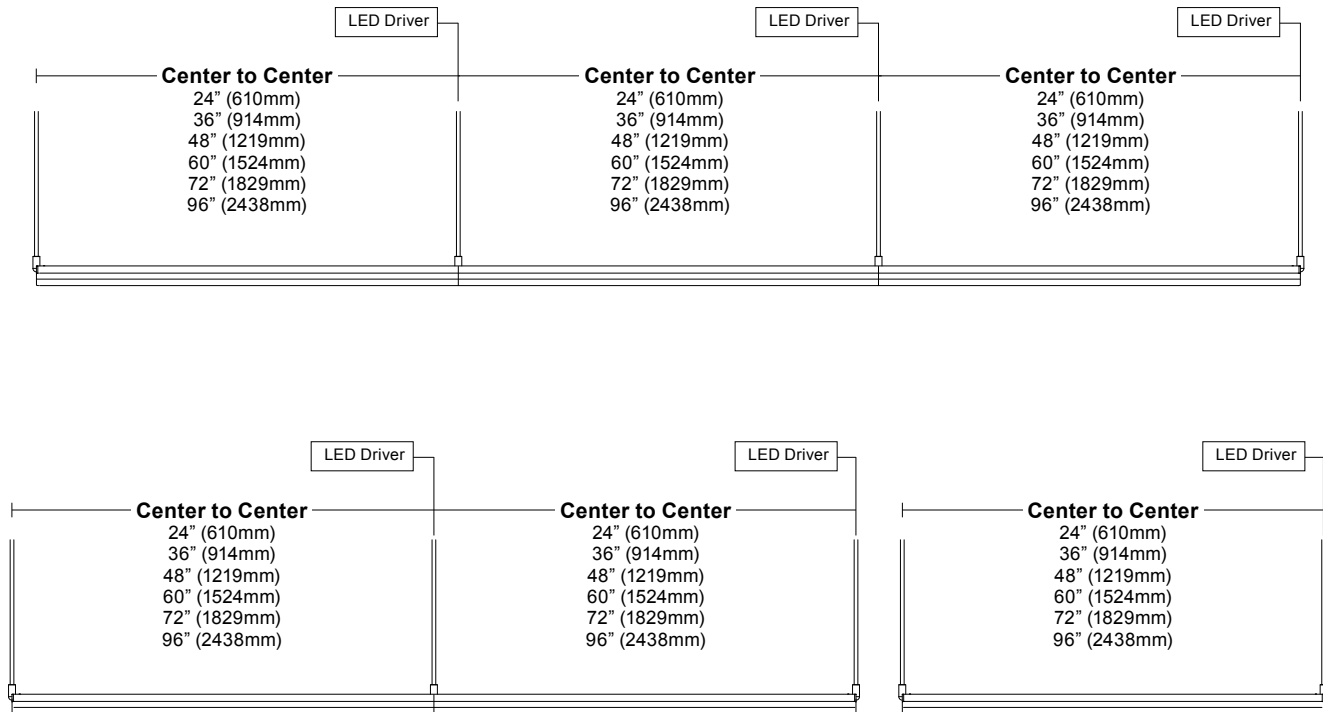 LED Driver
LED Driver
LED Driver
Center to Center
24” (610mm)
36” (914mm)
48” (1219mm)
60” (1524mm)
72” (1829mm)
96” (2438mm)
Center to Center
24” (610mm)
36” (914mm)
48” (1219mm)
60” (1524mm)
72” (1829mm)
96” (2438mm)
Center to Center
24” (610mm)
36” (914mm)
48” (1219mm)
60” (1524mm)
72” (1829mm)
96” (2438mm)
LED Driver
LED Driver
LED Driver
Center to Center
24” (610mm)
36” (914mm)
48” (1219mm)
60” (1524mm)
72” (1829mm)
96” (2438mm)
Center to Center
24” (610mm)
36” (914mm)
48” (1219mm)
60” (1524mm)
72” (1829mm)
96” (2438mm)
Center to Center
24” (610mm)
36” (914mm)
48” (1219mm)
60” (1524mm)
72” (1829mm)
96” (2438mm)